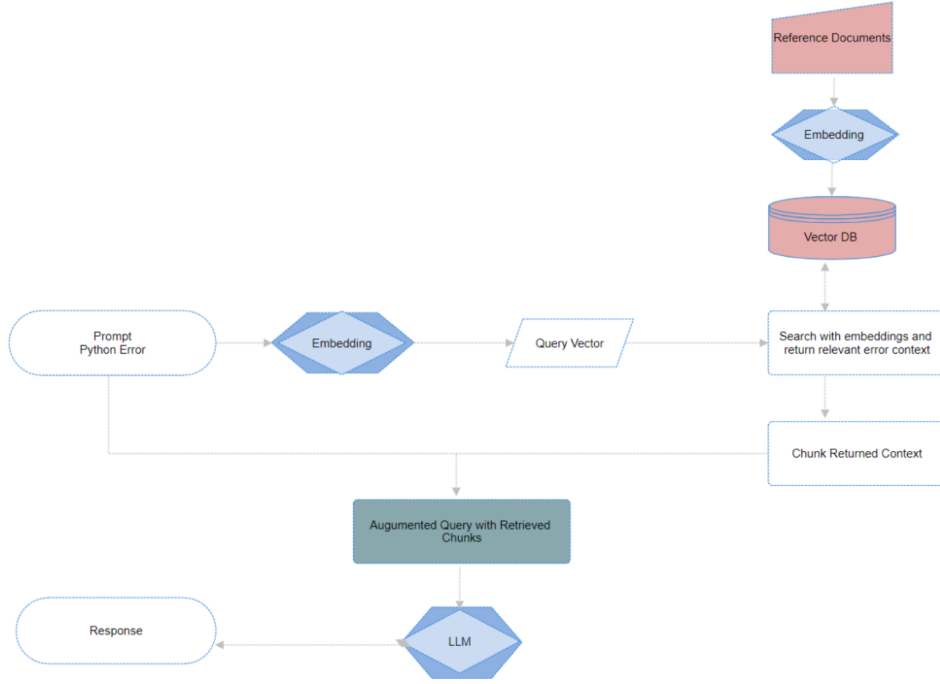 Reference Documents
Embedding
Vector DB
Prompt
Python Error
Embedding
Query Vector
Search with embeddings and
return relevant error context
Chunk Returned Context
Augumented Query with Retrieved
Chunks
Response
LLM